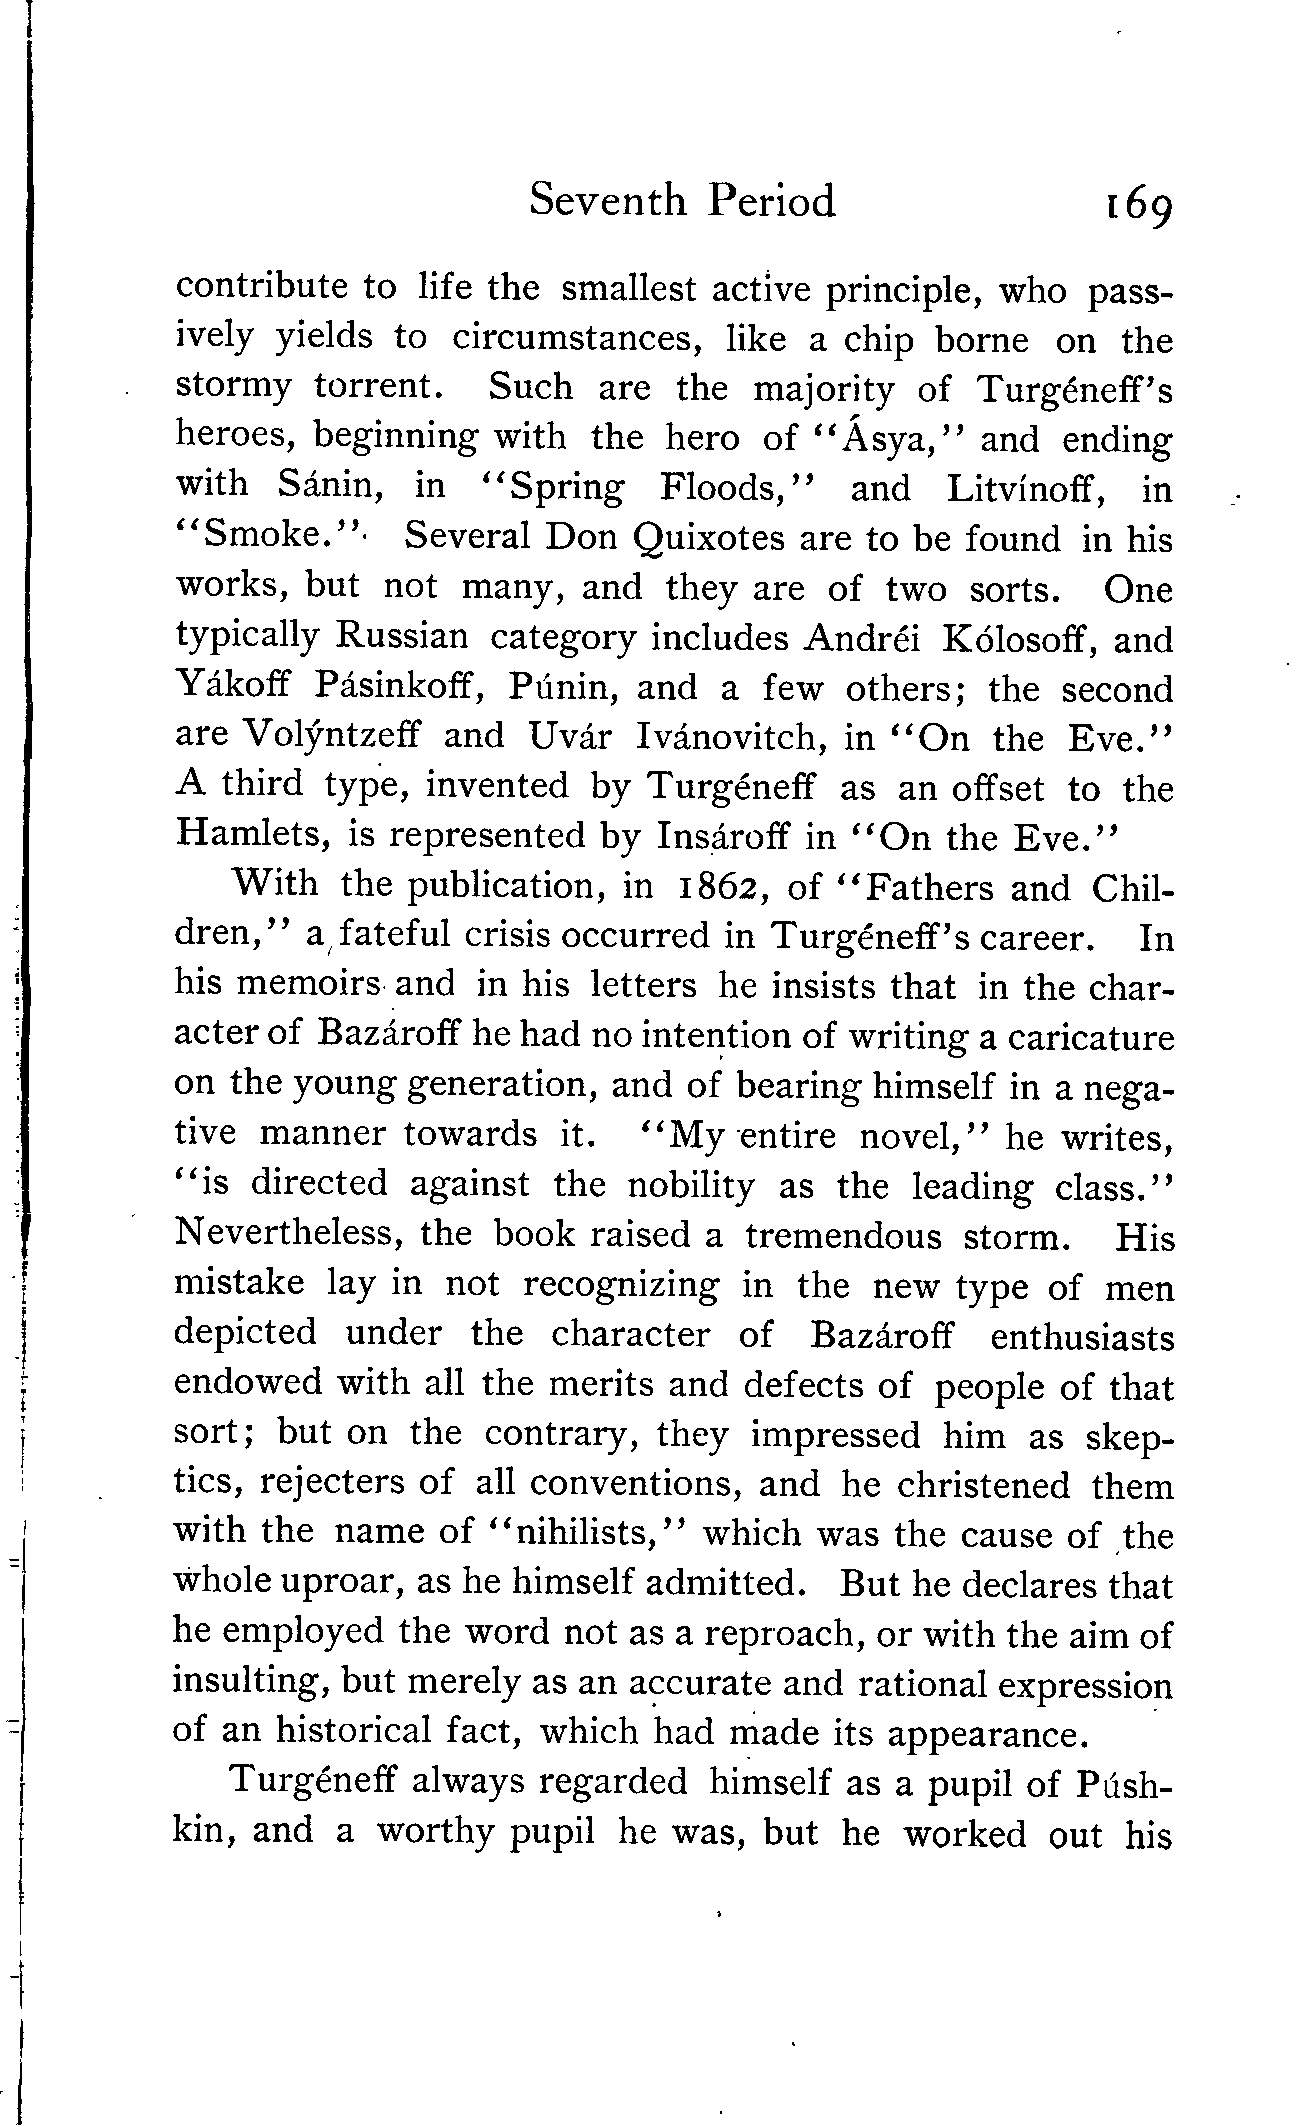 Seventh Period 169
contribute to life the smallest active principle, who pass-
ively yields to circumstances, like a chip borne on the
stormy torrent. Such are the majority of Turgéneff's
heroes, beginning with the hero of "Ásya," and ending
with Sánin, in "Spring Floods," and Litvínoff, in
"Smoke." Several Don Quixotes are to be found in his
works, but not many, and they are of two sorts. One
typically Russian category includes Andréi Kólosoff, and
Yákoff Pásinkoff, Púnin, and a few others; the second
are Volýntzeff and Uvár Ivánovitch, in "On the Eve."
A third type, invented by Turgéneff as an offset to the
Hamlets, is represented by Insároff in "On the Eve."
With the publication, in 1862, of "Fathers and Chil-
dren," a fateful crisis occurred in Turgéneff's career. In
his memoirs and in his letters he insists that in the char-
acter of Bazároff he had no intention of writing a caricature
on the young generation, and of bearing himself in a nega-
tive manner towards it. "My entire novel," he writes,
"is directed against the nobility as the leading class."
Nevertheless, the book raised a tremendous storm. His
mistake lay in not recognizing in the new type of men
depicted under the character of Bazároff enthusiasts
endowed with all the merits and defects of people of that
sort; but on the contrary, they impressed him as skep-
tics, rejecters of all conventions, and he christened them
with the name of "nihilists," which was the cause of the
whole uproar, as he himself admitted. But he declares that
he employed the word not as a reproach, or with the aim of
insulting, but merely as an accurate and rational expression
of an historical fact, which had made its appearance.
Turgéneff always regarded himself as a pupil of Púsh-
kin, and a worthy pupil he was, but he worked out his